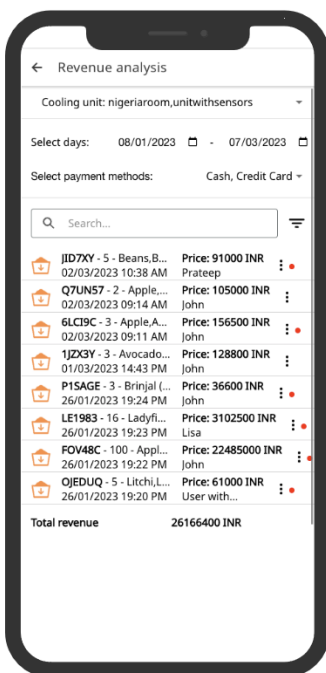 Revenue analysis
Cooling unit: nigeriaroom,unitwithsensors
Select days: 08/01/2023 - 07/03/2023
Select payment methods: Cash, Credit Card
Search...
JID7XY - 5 - Beans,B... Price: 91000 INR
02/03/2023 10:38 AM Prateep
Q7UN57 - 2 - Apple,... Price: 105000 INR
02/03/2023 09:14 AM John
6LCI9C - 3 - Apple,A... Price: 156500 INR
02/03/2023 09:11 AM John
1JZX3Y - 3 - Avocado... Price: 128800 INR
01/03/2023 14:43 PM John
P1SAGE - 3 - Brinjal (... Price: 36600 INR
26/01/2023 19:24 PM John
LE1983 - 16 - Ladyfi... Price: 3102500 INR
26/01/2023 19:23 PM Lisa
FOV48C - 100 - Appl... Price: 22485000 INR
26/01/2023 19:22 PM John
OJEDUQ - 5 - Litchi,L... Price: 61000 INR
26/01/2023 19:20 PM User with...
Total revenue 26166400 INR